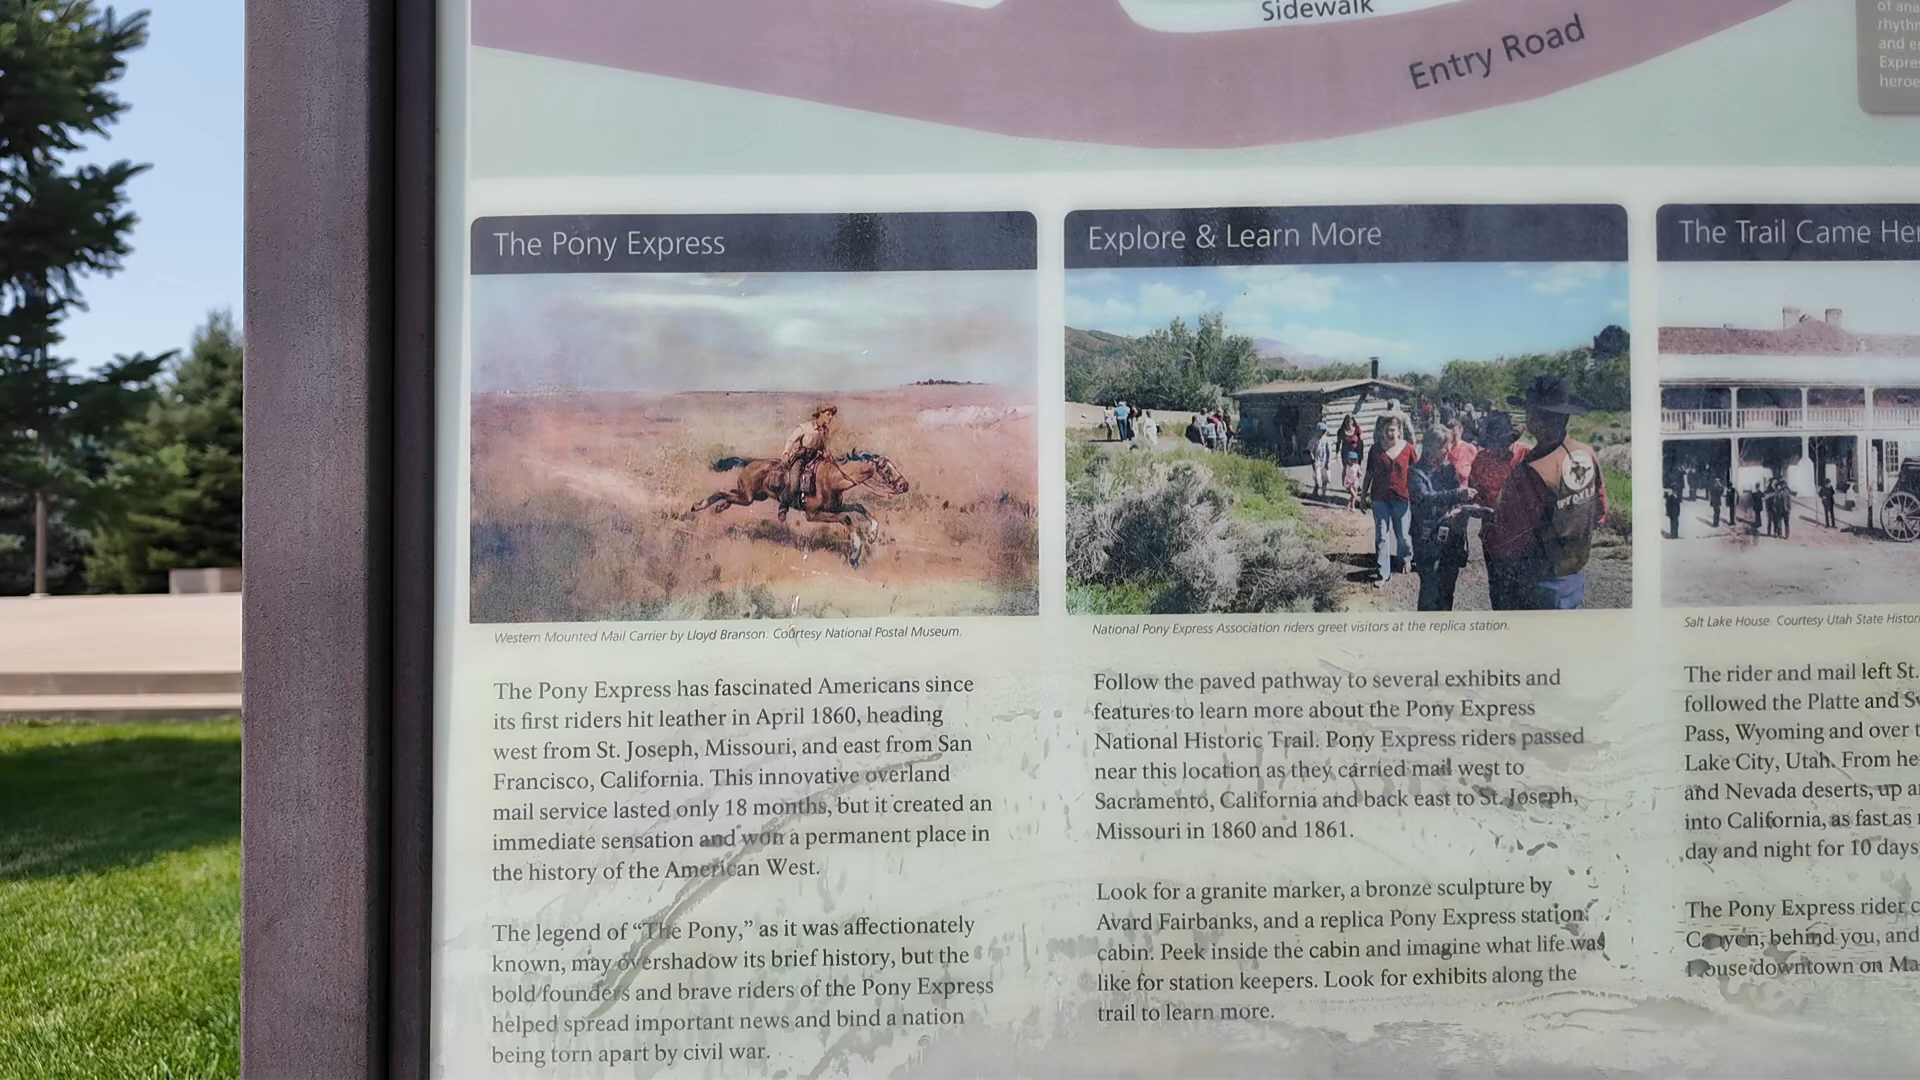 Sidewalk
Entry Road
of ana
rhythm
and e
Expre
heroe
The Pony Express
Western Mounted Mail Carrier by Lloyd Branson. Courtesy National Postal Museum.
The Pony Express has fascinated Americans since
its first riders hit leather in April 1860, heading
west from St. Joseph, Missouri, and east from San
Francisco, California. This innovative overland
mail service lasted only 18 months, but it created an
immediate sensation and won a permanent place in
the history of the American West.
The legend of “The Pony,” as it was affectionately
known, may overshadow its brief history, but the
bold founders and brave riders of the Pony Express
helped spread important news and bind a nation
being torn apart by civil war.
Explore & Learn More
National Pony Express Association riders greet visitors at the replica station.
Follow the paved pathway to several exhibits and
features to learn more about the Pony Express
National Historic Trail. Pony Express riders passed
near this location as they carried mail west to
Sacramento, California and back east to St. Joseph,
Missouri in 1860 and 1861.
Look for a granite marker, a bronze sculpture by
Avard Fairbanks, and a replica Pony Express station
cabin. Peek inside the cabin and imagine what life was
like for station keepers. Look for exhibits along the
trail to learn more.
The Trail Came Her
Salt Lake House. Courtesy Utah State Histor
The rider and mail left St.
followed the Platte and Sw
Pass, Wyoming and over t
Lake City, Utah. From he
and Nevada deserts, up a
into California, as fast as
day and night for 10 days
The Pony Express rider c
Canyon, behind you, and
House downtown on Ma